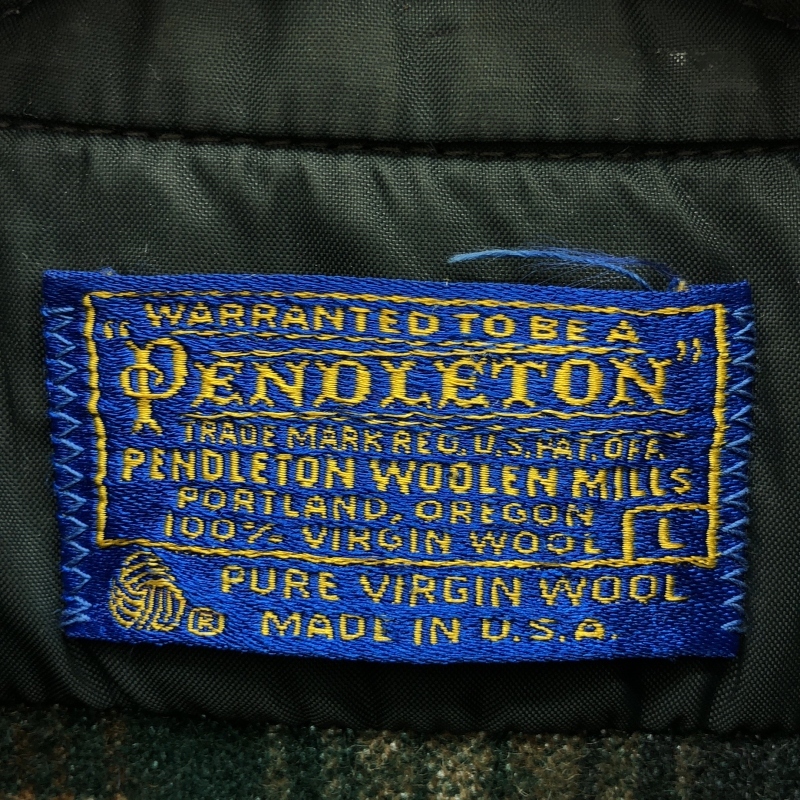 WARRANTED TO BE A
"PENDLETON"
TRADE MARK REG. U.S. PAT. OFF.
PENDLETON WOOLEN MILLS
PORTLAND, OREGON
100% VIRGIN WOOL L
PURE VIRGIN WOOL
® MADE IN U.S.A.